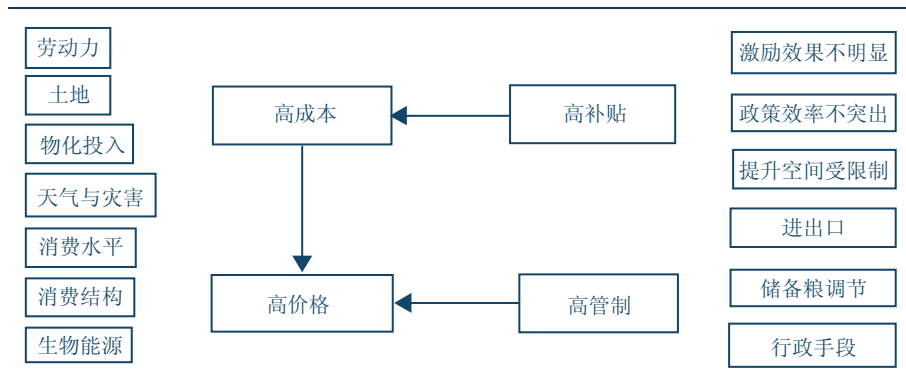 劳动力
土地
物化投入
天气与灾害
消费水平
消费结构
生物能源
高成本
高补贴
高价格
高管制
激励效果不明显
政策效率不突出
提升空间受限制
进出口
储备粮调节
行政手段